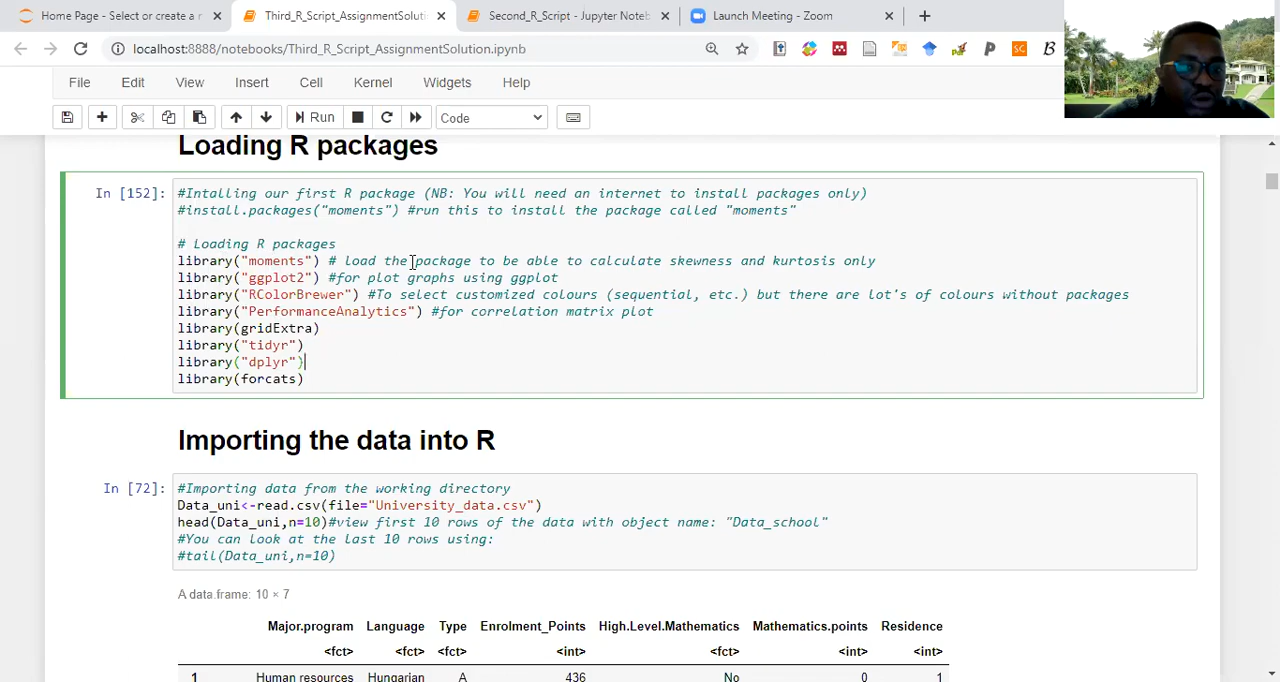 Home Page - Select or create a r
Third_R_Script_AssignmentSoluti
Second_R_Script - Jupyter Noteb
Launch Meeting - Zoom
localhost:8888/notebooks/Third_R_Script_AssignmentSolution.ipynb
File Edit View Insert Cell Kernel Widgets Help
Run Code
Loading R packages
In [152]:
#Intalling our first R package (NB: You will need an internet to install packages only)
#install.packages("moments") #run this to install the package called "moments"
# Loading R packages
library("moments") # load the package to be able to calculate skewness and kurtosis only
library("ggplot2") #for plot graphs using ggplot
library("RColorBrewer") #To select customized colours (sequential, etc.) but there are lot's of colours without packages
library("PerformanceAnalytics") #for correlation matrix plot
library(gridExtra)
library("tidyr")
library("dplyr")
library(forcats)
Importing the data into R
In [72]:
#Importing data from the working directory
Data_uni<-read.csv(file="University_data.csv")
head(Data_uni,n=10)#view first 10 rows of the data with object name: "Data_school"
#You can look at the last 10 rows using:
#tail(Data_uni,n=10)
A data.frame: 10 × 7
Major.program Language Type Enrolment_Points High.Level.Mathematics Mathematics.points Residence
<fct> <fct> <fct> <int> <fct> <int> <int>
1 Human resources Hungarian A 436 No 0 1